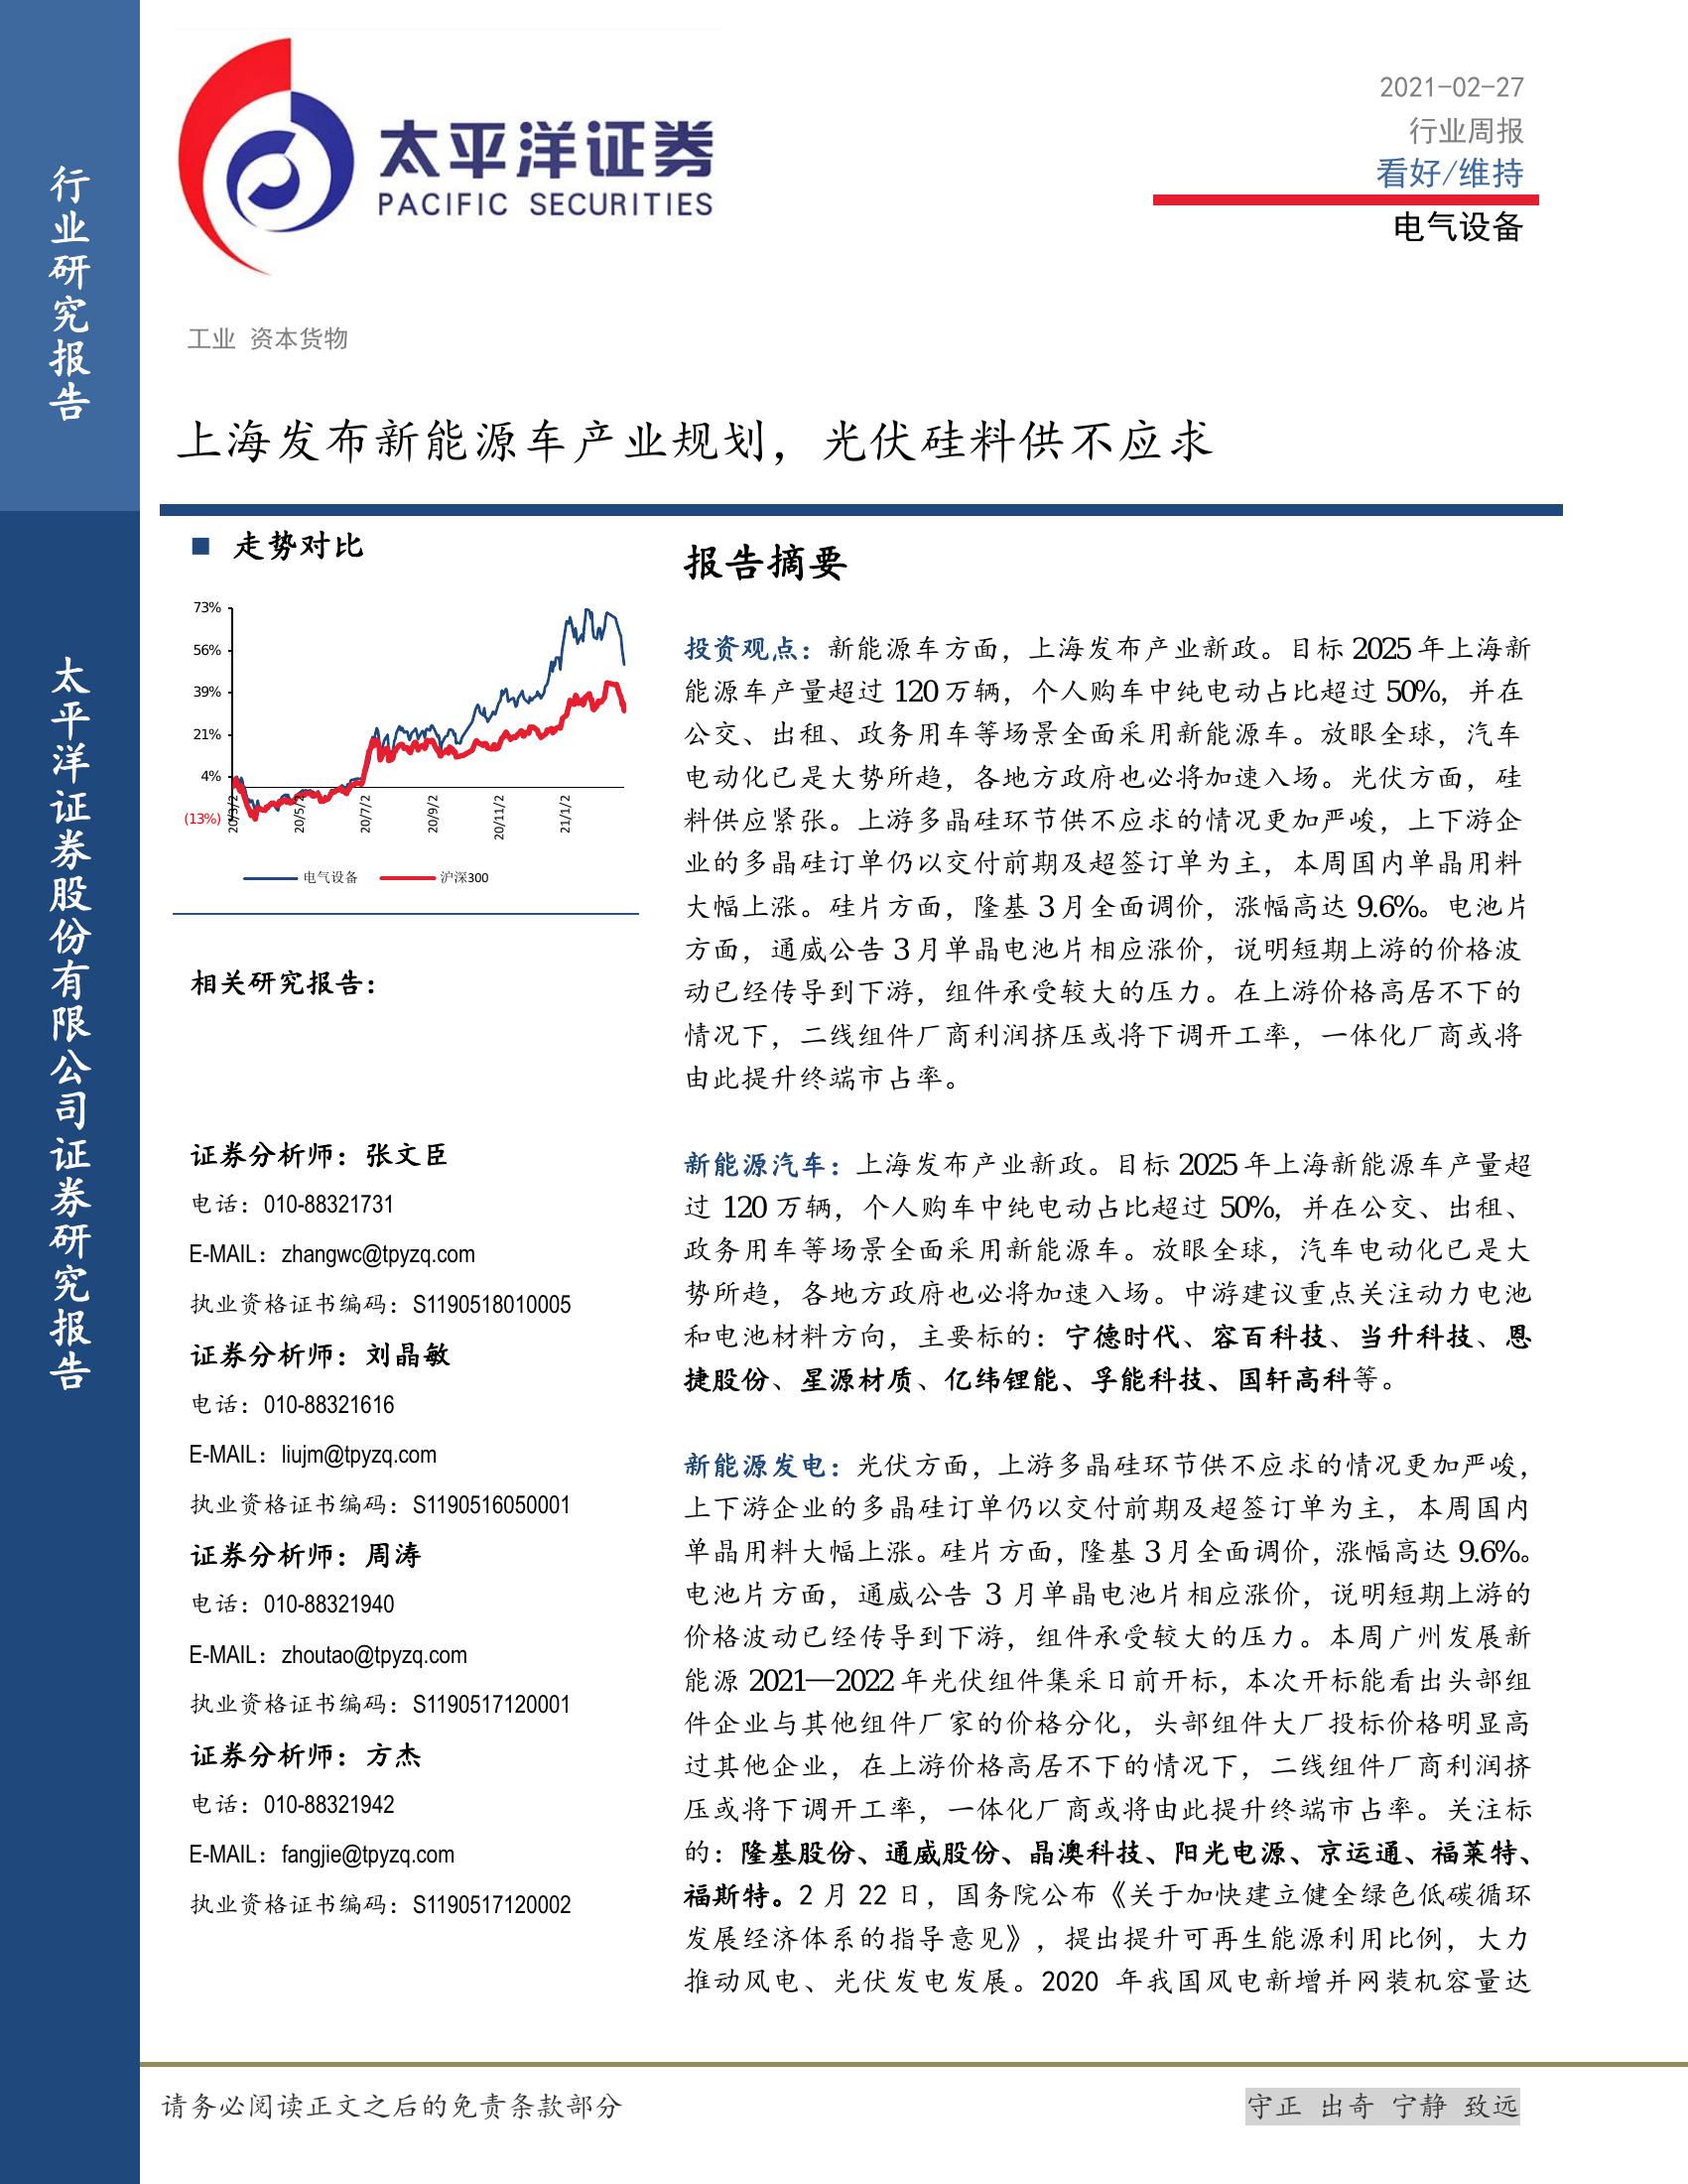 行业研究报告
太平洋证券股份有限公司证券研究报告
太平洋证券
PACIFIC SECURITIES
2021-02-27
行业周报
看好/维持
电气设备
工业 资本货物
上海发布新能源车产业规划，光伏硅料供不应求
■ 走势对比
73%
56%
39%
21%
4%
(13%)
20/3/2
20/5/2
20/7/2
20/9/2
20/11/2
21/1/2
电气设备 沪深300
相关研究报告：
证券分析师：张文臣
电话：010-88321731
E-MAIL：zhangwc@tpyzq.com
执业资格证书编码：S1190518010005
证券分析师：刘晶敏
电话：010-88321616
E-MAIL：liujm@tpyzq.com
执业资格证书编码：S1190516050001
证券分析师：周涛
电话：010-88321940
E-MAIL：zhoutao@tpyzq.com
执业资格证书编码：S1190517120001
证券分析师：方杰
电话：010-88321942
E-MAIL：fangjie@tpyzq.com
执业资格证书编码：S1190517120002
报告摘要
投资观点：新能源车方面，上海发布产业新政。目标 2025 年上海新
能源车产量超过 120 万辆，个人购车中纯电动占比超过 50%，并在
公交、出租、政务用车等场景全面采用新能源车。放眼全球，汽车
电动化已是大势所趋，各地方政府也必将加速入场。光伏方面，硅
料供应紧张。上游多晶硅环节供不应求的情况更加严峻，上下游企
业的多晶硅订单仍以交付前期及超签订单为主，本周国内单晶用料
大幅上涨。硅片方面，隆基 3 月全面调价，涨幅高达 9.6%。电池片
方面，通威公告 3 月单晶电池片相应涨价，说明短期上游的价格波
动已经传导到下游，组件承受较大的压力。在上游价格高居不下的
情况下，二线组件厂商利润挤压或将下调开工率，一体化厂商或将
由此提升终端市占率。
新能源汽车：上海发布产业新政。目标 2025 年上海新能源车产量超
过 120 万辆，个人购车中纯电动占比超过 50%，并在公交、出租、
政务用车等场景全面采用新能源车。放眼全球，汽车电动化已是大
势所趋，各地方政府也必将加速入场。中游建议重点关注动力电池
和电池材料方向，主要标的：宁德时代、容百科技、当升科技、恩
捷股份、星源材质、亿纬锂能、孚能科技、国轩高科等。
新能源发电：光伏方面，上游多晶硅环节供不应求的情况更加严峻，
上下游企业的多晶硅订单仍以交付前期及超签订单为主，本周国内
单晶用料大幅上涨。硅片方面，隆基 3 月全面调价，涨幅高达 9.6%。
电池片方面，通威公告 3 月单晶电池片相应涨价，说明短期上游的
价格波动已经传导到下游，组件承受较大的压力。本周广州发展新
能源 2021—2022 年光伏组件集采日前开标，本次开标能看出头部组
件企业与其他组件厂家的价格分化，头部组件大厂投标价格明显高
过其他企业，在上游价格高居不下的情况下，二线组件厂商利润挤
压或将下调开工率，一体化厂商或将由此提升终端市占率。关注标
的：隆基股份、通威股份、晶澳科技、阳光电源、京运通、福莱特、
福斯特。2 月 22 日，国务院公布《关于加快建立健全绿色低碳循环
发展经济体系的指导意见》，提出提升可再生能源利用比例，大力
推动风电、光伏发电发展。2020 年我国风电新增并网装机容量达
请务必阅读正文之后的免责条款部分
守正 出奇 宁静 致远